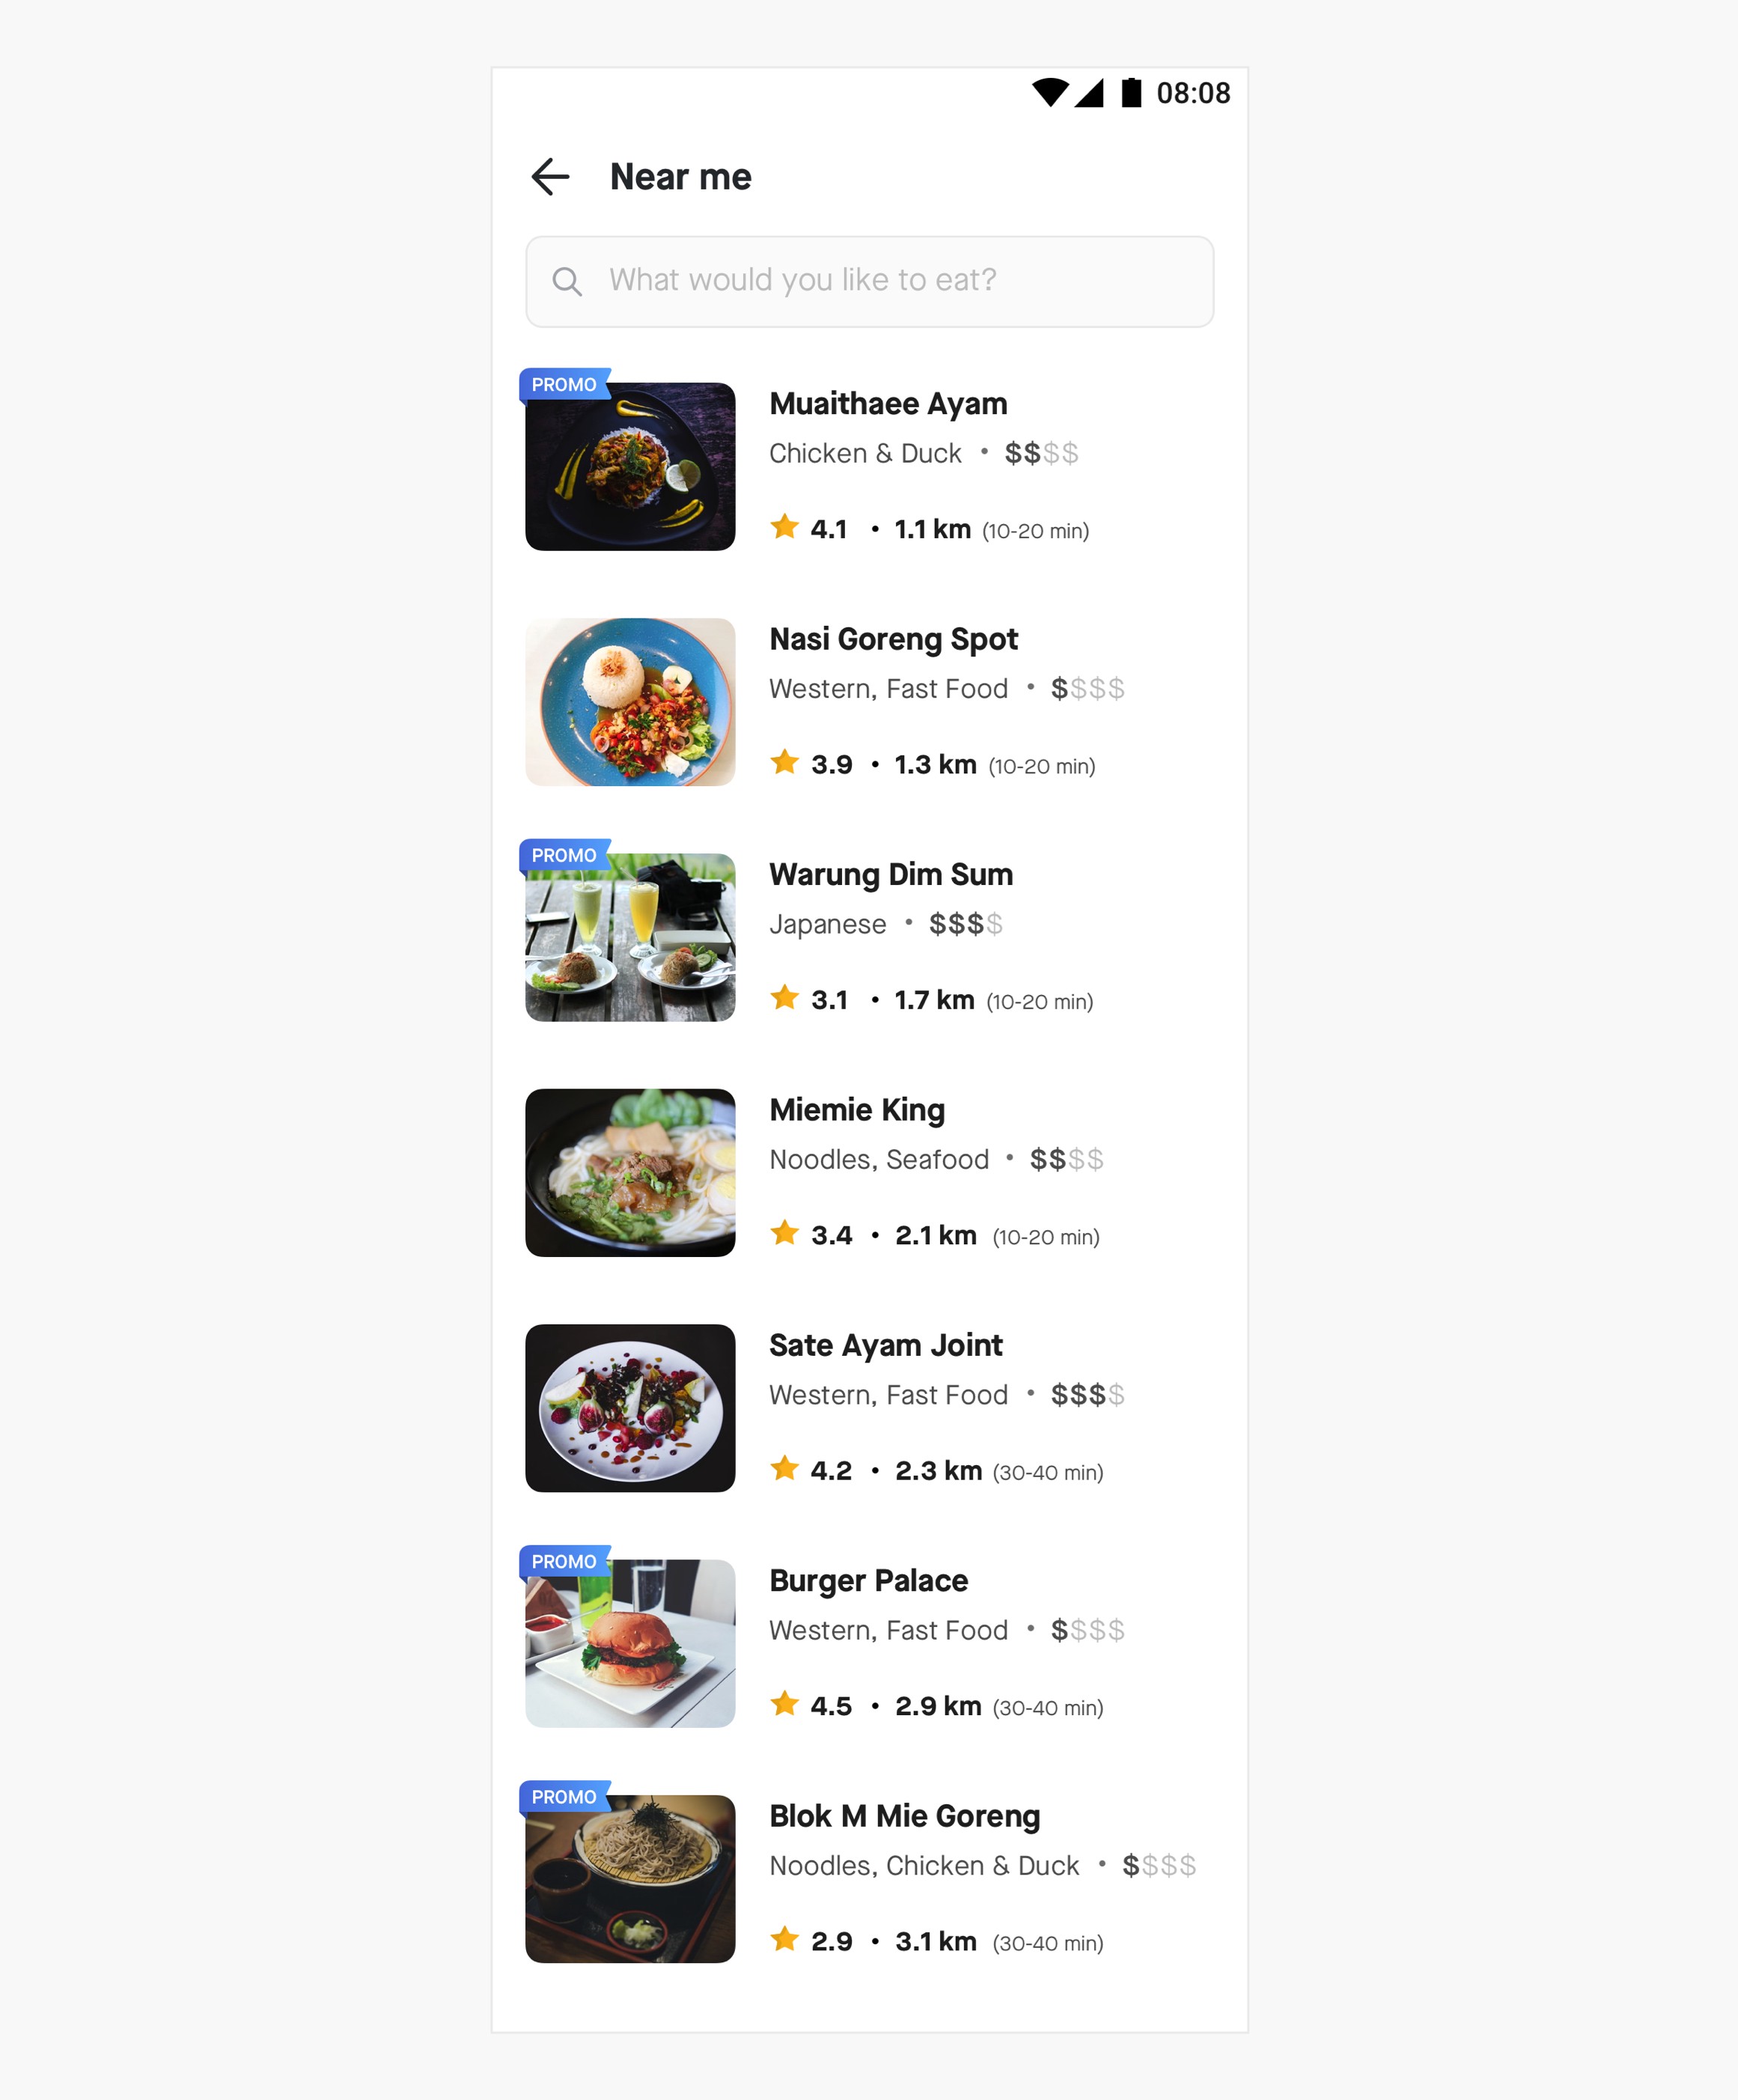 08:08
Near me
What would you like to eat?
PROMO
Muaithaee Ayam
Chicken & Duck • $$$$
4.1 • 1.1 km (10-20 min)
Nasi Goreng Spot
Western, Fast Food • $$$$
3.9 • 1.3 km (10-20 min)
PROMO
Warung Dim Sum
Japanese • $$$$
3.1 • 1.7 km (10-20 min)
Miemie King
Noodles, Seafood • $$$$
3.4 • 2.1 km (10-20 min)
Sate Ayam Joint
Western, Fast Food • $$$$
4.2 • 2.3 km (30-40 min)
PROMO
Burger Palace
Western, Fast Food • $$$$
4.5 • 2.9 km (30-40 min)
PROMO
Blok M Mie Goreng
Noodles, Chicken & Duck • $$$$
2.9 • 3.1 km (30-40 min)